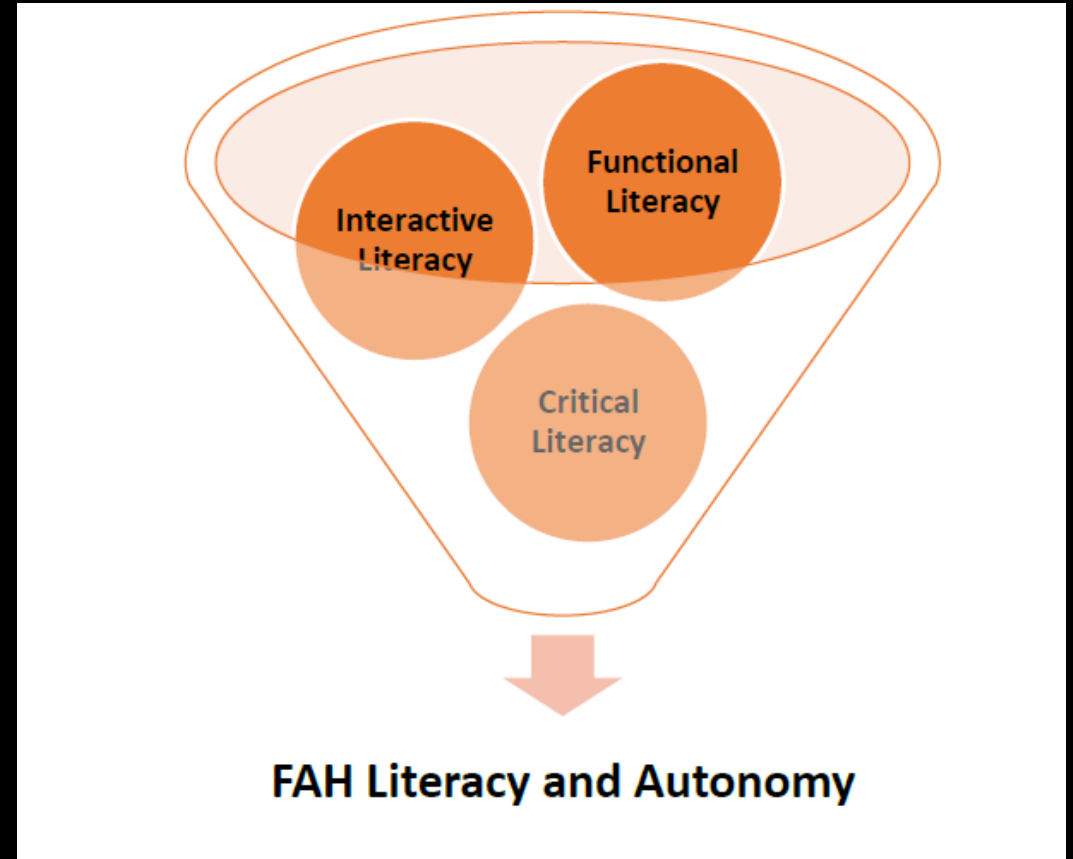 Functional
Literacy
Interactive
Literacy
Critical
Literacy
FAH Literacy and Autonomy